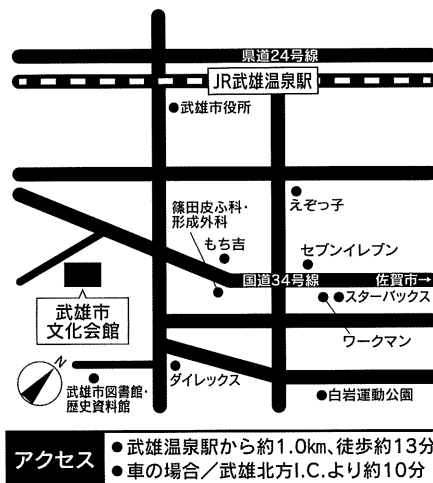 県道24号線
JR武雄温泉駅
武雄市役所
えぞっ子
篠田皮ふ科・
形成外科
もち吉
セブンイレブン
国道34号線
佐賀市→
スターバックス
ワークマン
武雄市
文化会館
N
ダイレックス
武雄市図書館・
歴史資料館
白岩運動公園
アクセス
●武雄温泉駅から約1.0km、徒歩約13分
●車の場合／武雄北方I.C.より約10分